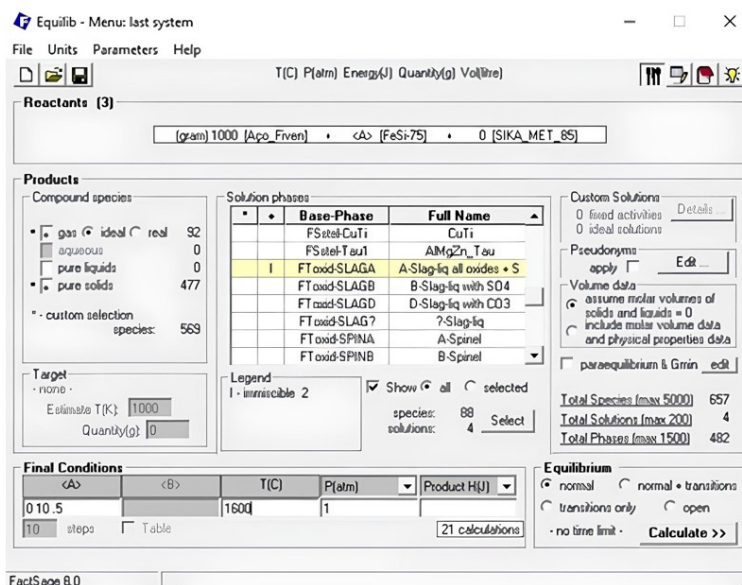 Equilib - Menu: last system
File Units Parameters Help
T(C) P(atm) Energy(J) Quantity(g) Vol(litre)
Reactants (3)
(gram) 1000 [Aço_Fiven] + <A> [FeSi-75] + 0 [SIKA_MET_85]
Products
Compound species
* + gas ideal real 92
aqueous 0
pure liquids 0
* + pure solids 477
* - custom selection
species: 569
Target
- none -
Estimate T(K): 1000
Quantity(g): 0
Solution phases
* + Base-Phase Full Name
FSstel-CuTi CuTi
FSstel-Tau1 AlMgZn_Tau
I FToxid-SLAGA A-Slag-liq all oxides + S
FToxid-SLAGB B-Slag-liq with SO4
FToxid-SLAGD D-Slag-liq with CO3
FToxid-SLAG? ?-Slag-liq
FToxid-SPINA A-Spinel
FToxid-SPINB B-Spinel
Legend
I - immiscible 2
Show all selected
species: 88
solutions: 4 Select
Custom Solutions
0 fixed activities
0 ideal solutions
Details ...
Pseudonyms
apply Edit ...
Volume data
assume molar volumes of
solids and liquids = 0
include molar volume data
and physical properties data
paraequilibrium & Gmin edit
Total Species (max 5000) 657
Total Solutions (max 200) 4
Total Phases (max 1500) 482
Final Conditions
<A> <B> T(C) P(atm) Product H(J)
0 10 .5 1600 1
10 steps Table 21 calculations
Equilibrium
normal normal + transitions
transitions only open
- no time limit - Calculate >>
FactSage 8.0